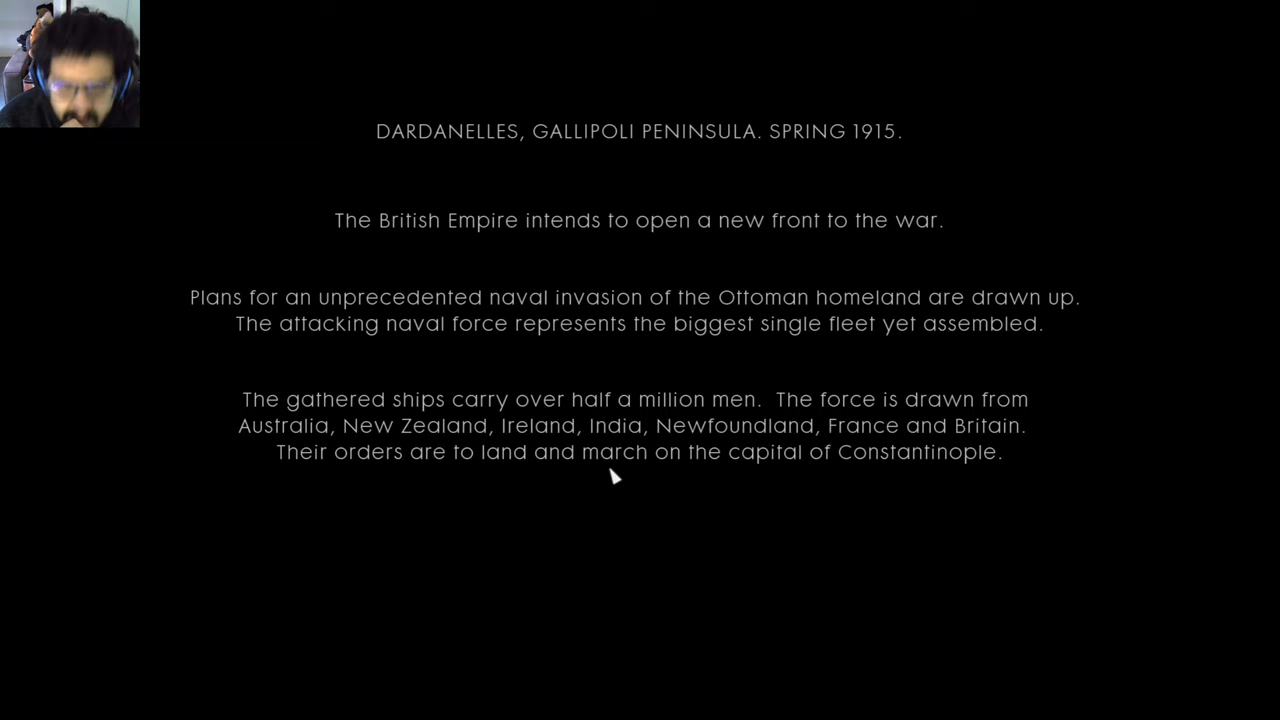 DARDANELLES, GALLIPOLI PENINSULA. SPRING 1915.
The British Empire intends to open a new front to the war.
Plans for an unprecedented naval invasion of the Ottoman homeland are drawn up.
The attacking naval force represents the biggest single fleet yet assembled.
The gathered ships carry over half a million men.  The force is drawn from
Australia, New Zealand, Ireland, India, Newfoundland, France and Britain.
Their orders are to land and march on the capital of Constantinople.